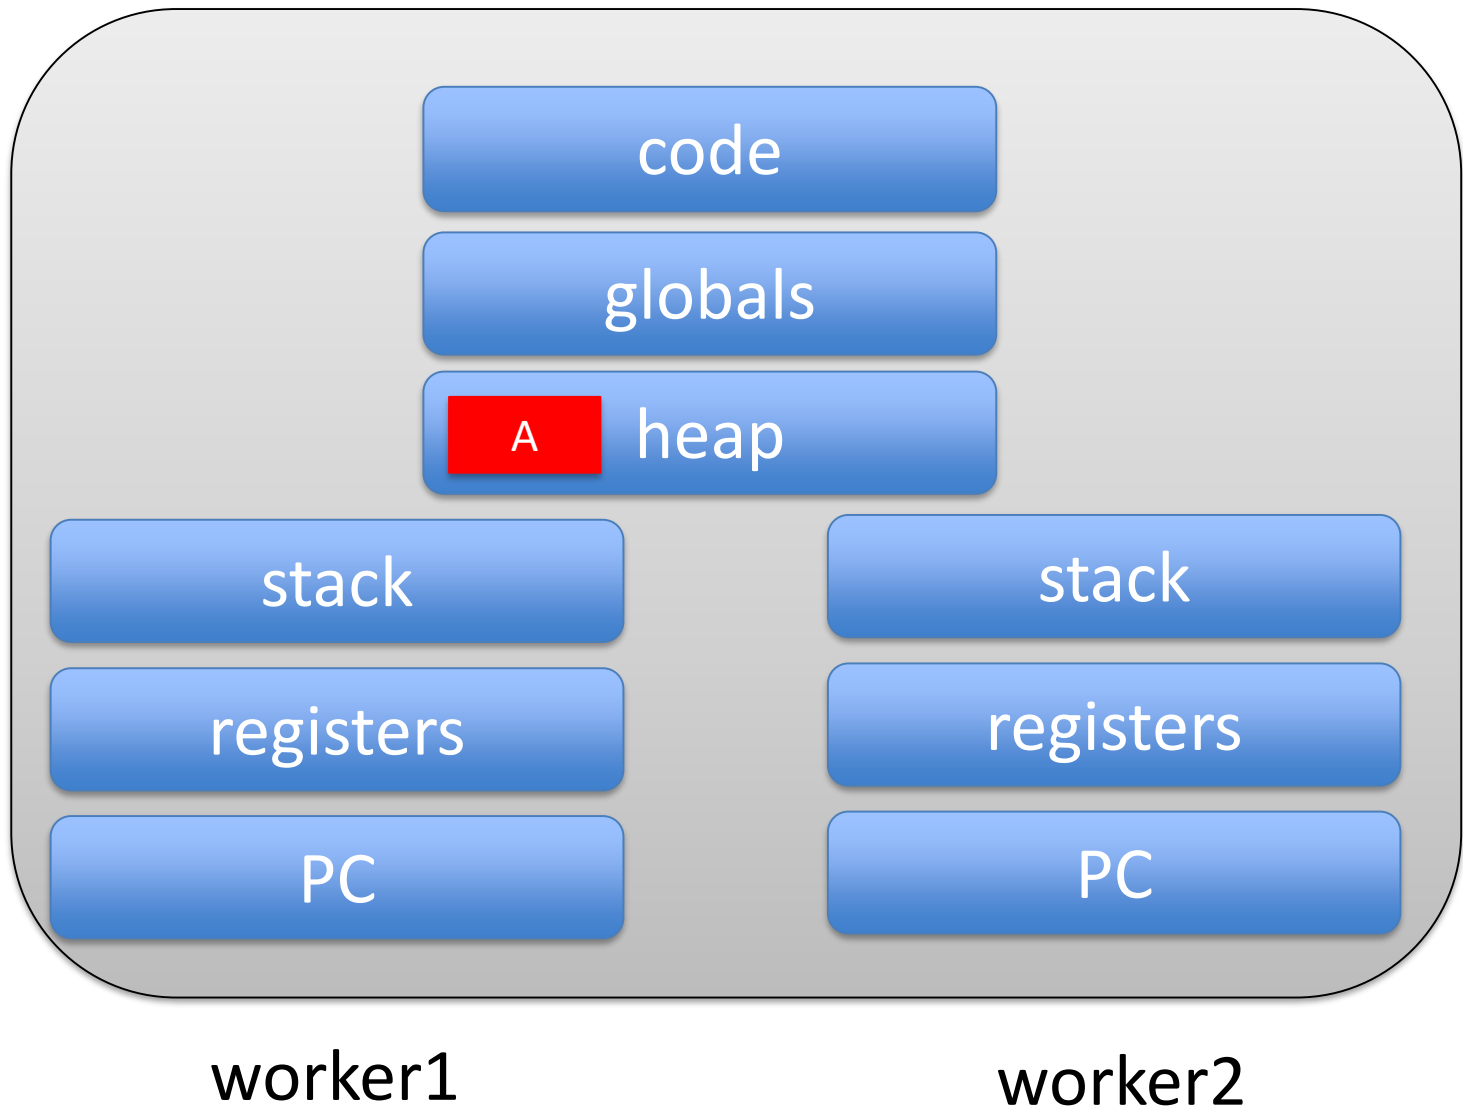 code
globals
A heap
stack stack
registers registers
PC PC
worker1 worker2